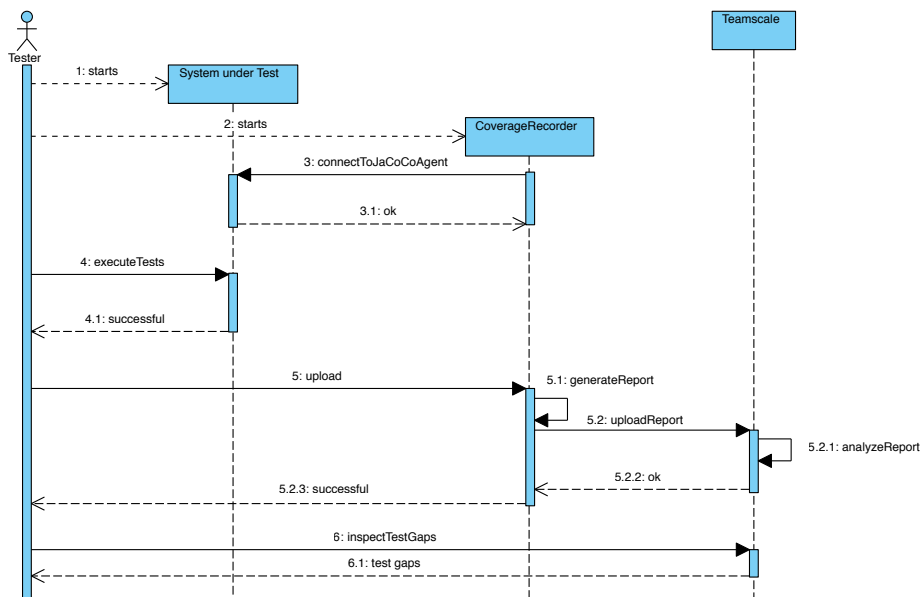 Teamscale
Tester
1: starts
System under Test
2: starts
CoverageRecorder
3: connectToJaCoCoAgent
3.1: ok
4: executeTests
4.1: successful
5: upload
5.1: generateReport
5.2: uploadReport
5.2.1: analyzeReport
5.2.2: ok
5.2.3: successful
6: inspectTestGaps
6.1: test gaps